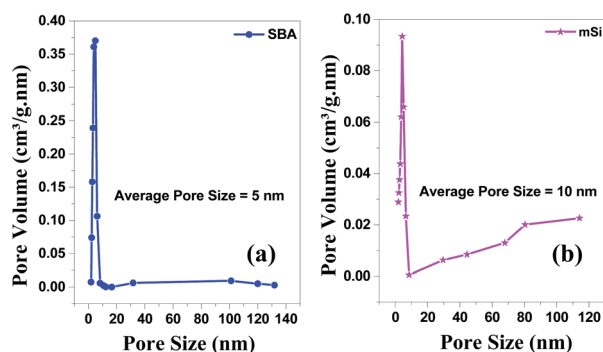 SBA
Pore Volume (cm³/g.nm)
0.40
0.35
0.30
0.25
0.20
0.15
0.10
0.05
0.00
Average Pore Size = 5 nm
(a)
0 20 40 60 80 100 120 140
Pore Size (nm)
mSi
Pore Volume (cm³/g.nm)
0.10
0.08
0.06
0.04
0.02
0.00
Average Pore Size = 10 nm
(b)
0 20 40 60 80 100 120
Pore Size (nm)